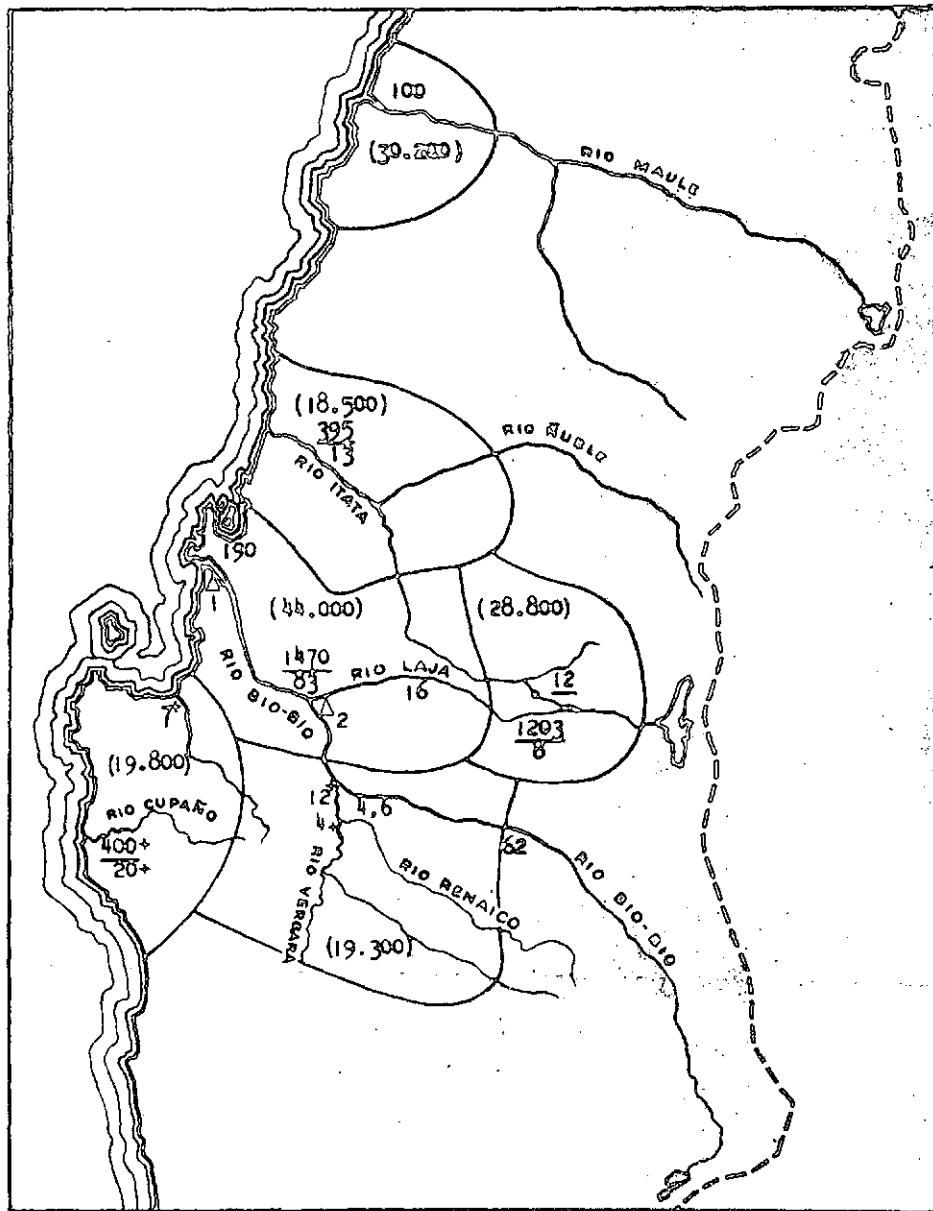 100
(30.200)
RIO MAULE
(18.500)
395
13
RIO ÑUBLE
RIO ITATA
190
1
(44.000)
(28.800)
1470
83
RIO LAJA
16
12
RIO BIO-BIO
2
1203
8
7+
(19.800)
RIO CUPAÑO
400+
20+
12+
4,6
4+
62
RIO BIO-BIO
RIO RENAICO
RIO VERGARA
(19.300)